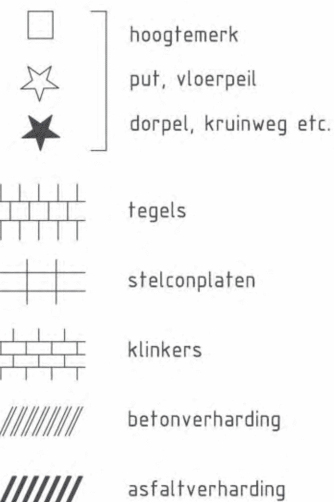 hoogtemerk
put, vloerpeil
dorpel, kruinweg etc.
tegels
stelconplaten
klinkers
betonverharding
asfaltverharding